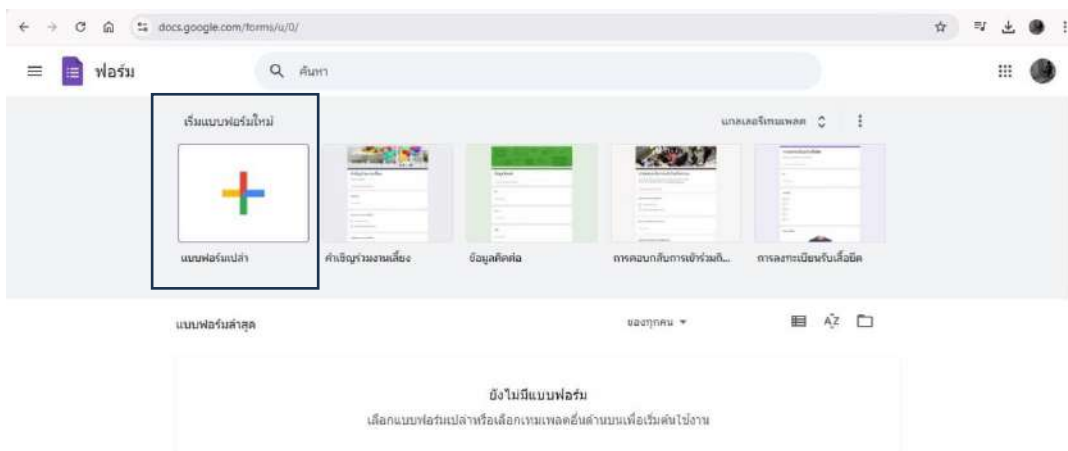 docs.google.com/forms/u/0/
ฟอร์ม
ค้นหา
เริ่มแบบฟอร์มใหม่
แกลเลอรีเทมเพลต
แบบฟอร์มเปล่า
คำเชิญร่วมงานเลี้ยง
ข้อมูลติดต่อ
การตอบกลับการเข้าร่วมกิ...
การลงทะเบียนรับเสื้อยืด
แบบฟอร์มล่าสุด
ของทุกคน
AZ
ยังไม่มีแบบฟอร์ม
เลือกแบบฟอร์มเปล่าหรือเลือกเทมเพลตอื่นด้านบนเพื่อเริ่มต้นใช้งาน